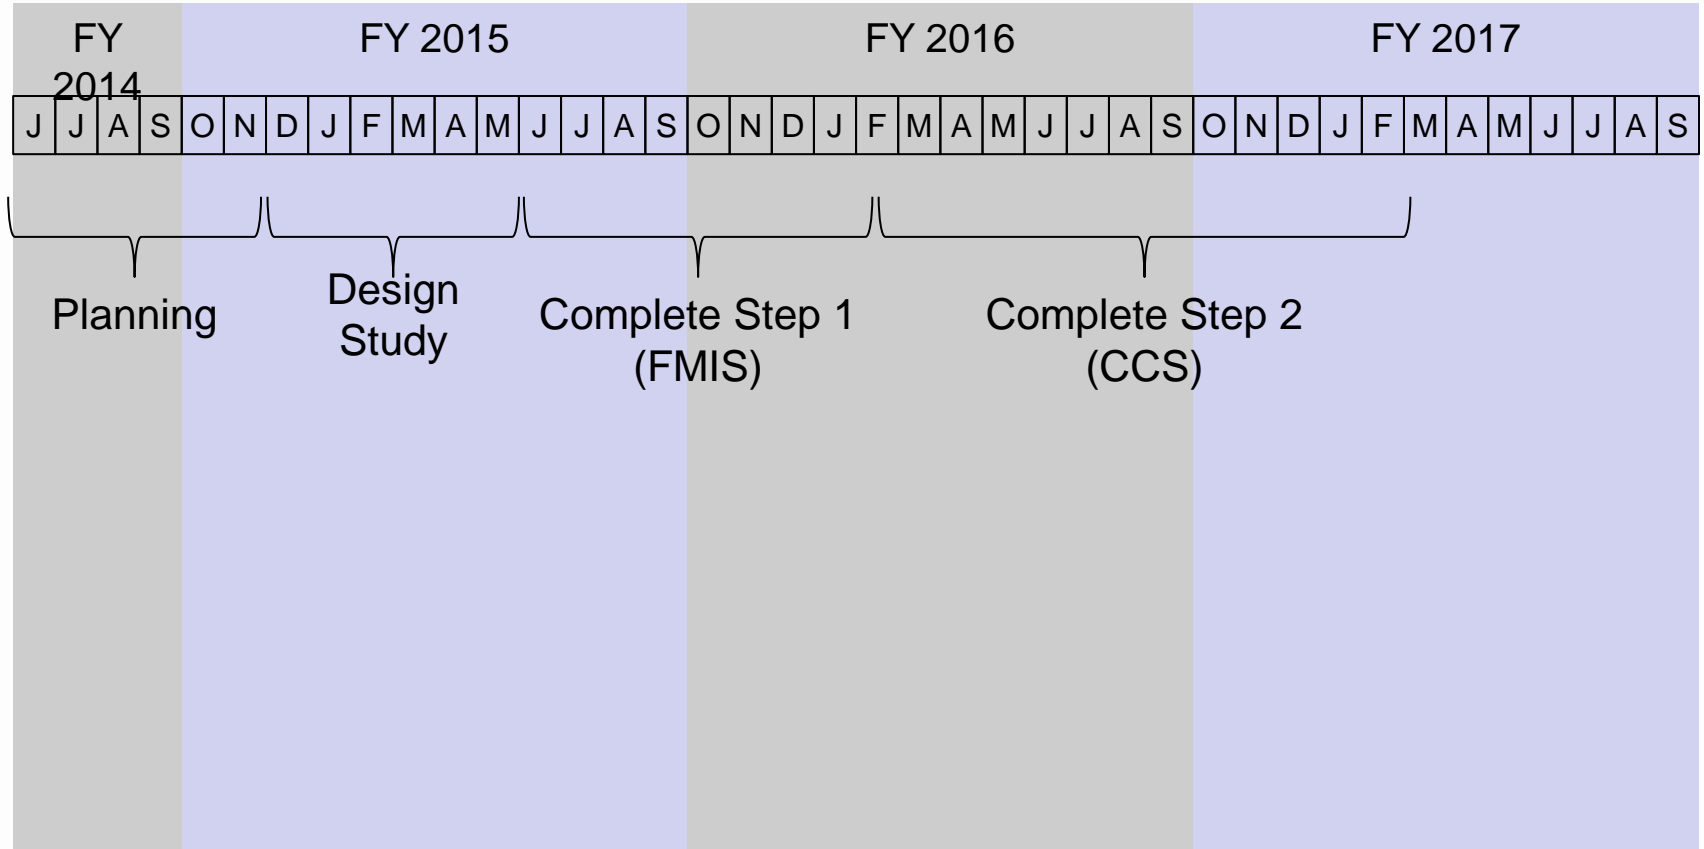 FY
2014
FY 2015
FY 2016
FY 2017
J J A S O N D J F M A M J J A S O N D J F M A M J J A S O N D J F M A M J J A S
Planning
Design
Study
Complete Step 1
(FMIS)
Complete Step 2
(CCS)